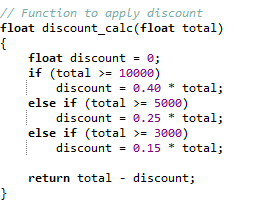 // Function to apply discount
float discount_calc(float total)
{
    float discount = 0;
    if (total >= 10000)
        discount = 0.40 * total;
    else if (total >= 5000)
        discount = 0.25 * total;
    else if (total >= 3000)
        discount = 0.15 * total;

    return total - discount;
}